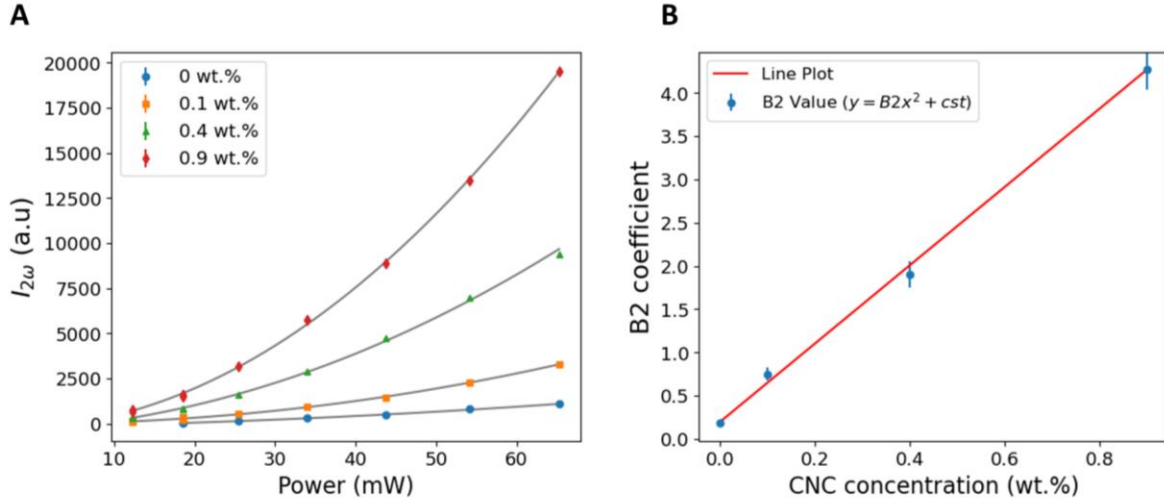 A
20000
17500
15000
12500
10000
7500
5000
2500
0
I2ω (a.u)
0 wt.%
0.1 wt.%
0.4 wt.%
0.9 wt.%
10 20 30 40 50 60
Power (mW)
B
4.0
3.5
3.0
2.5
2.0
1.5
1.0
0.5
0.0
B2 coefficient
Line Plot
B2 Value (y = B2x² + cst)
0.0 0.2 0.4 0.6 0.8
CNC concentration (wt.%)